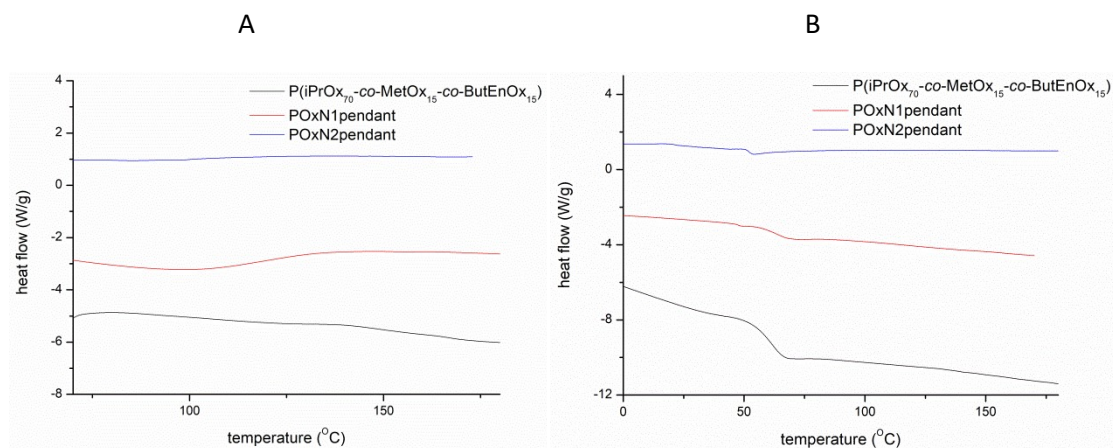 A
B
P(iPrOx₇₀-co-MetOx₁₅-co-ButEnOx₁₅)
POxN1pendant
POxN2pendant
4
2
0
-2
-4
-6
-8
heat flow (W/g)
100
150
temperature (°C)
P(iPrOx₇₀-co-MetOx₁₅-co-ButEnOx₁₅)
POxN1pendant
POxN2pendant
4
0
-4
-8
-12
heat flow (W/g)
0
50
100
150
temperature (°C)